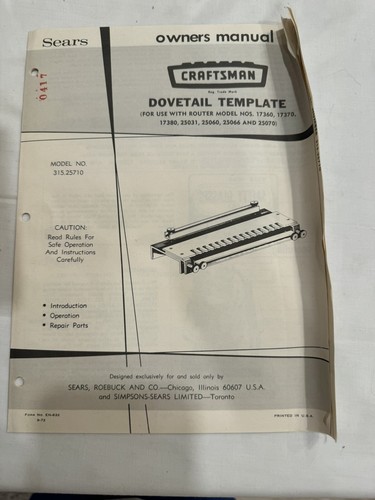 Sears
owners manual
0417
CRAFTSMAN
Reg. Trade Mark
DOVETAIL TEMPLATE
(FOR USE WITH ROUTER MODEL NOS. 17360, 17370,
17380, 25031, 25060, 25066 AND 25070)
MODEL NO.
315.25710
CAUTION:
Read Rules For
Safe Operation
And Instructions
Carefully
• Introduction
• Operation
• Repair Parts
Designed exclusively for and sold only by
SEARS, ROEBUCK AND CO.—Chicago, Illinois 60607 U.S.A.
and SIMPSONS-SEARS LIMITED—Toronto
Form No.
PRINTED IN U.S.A.